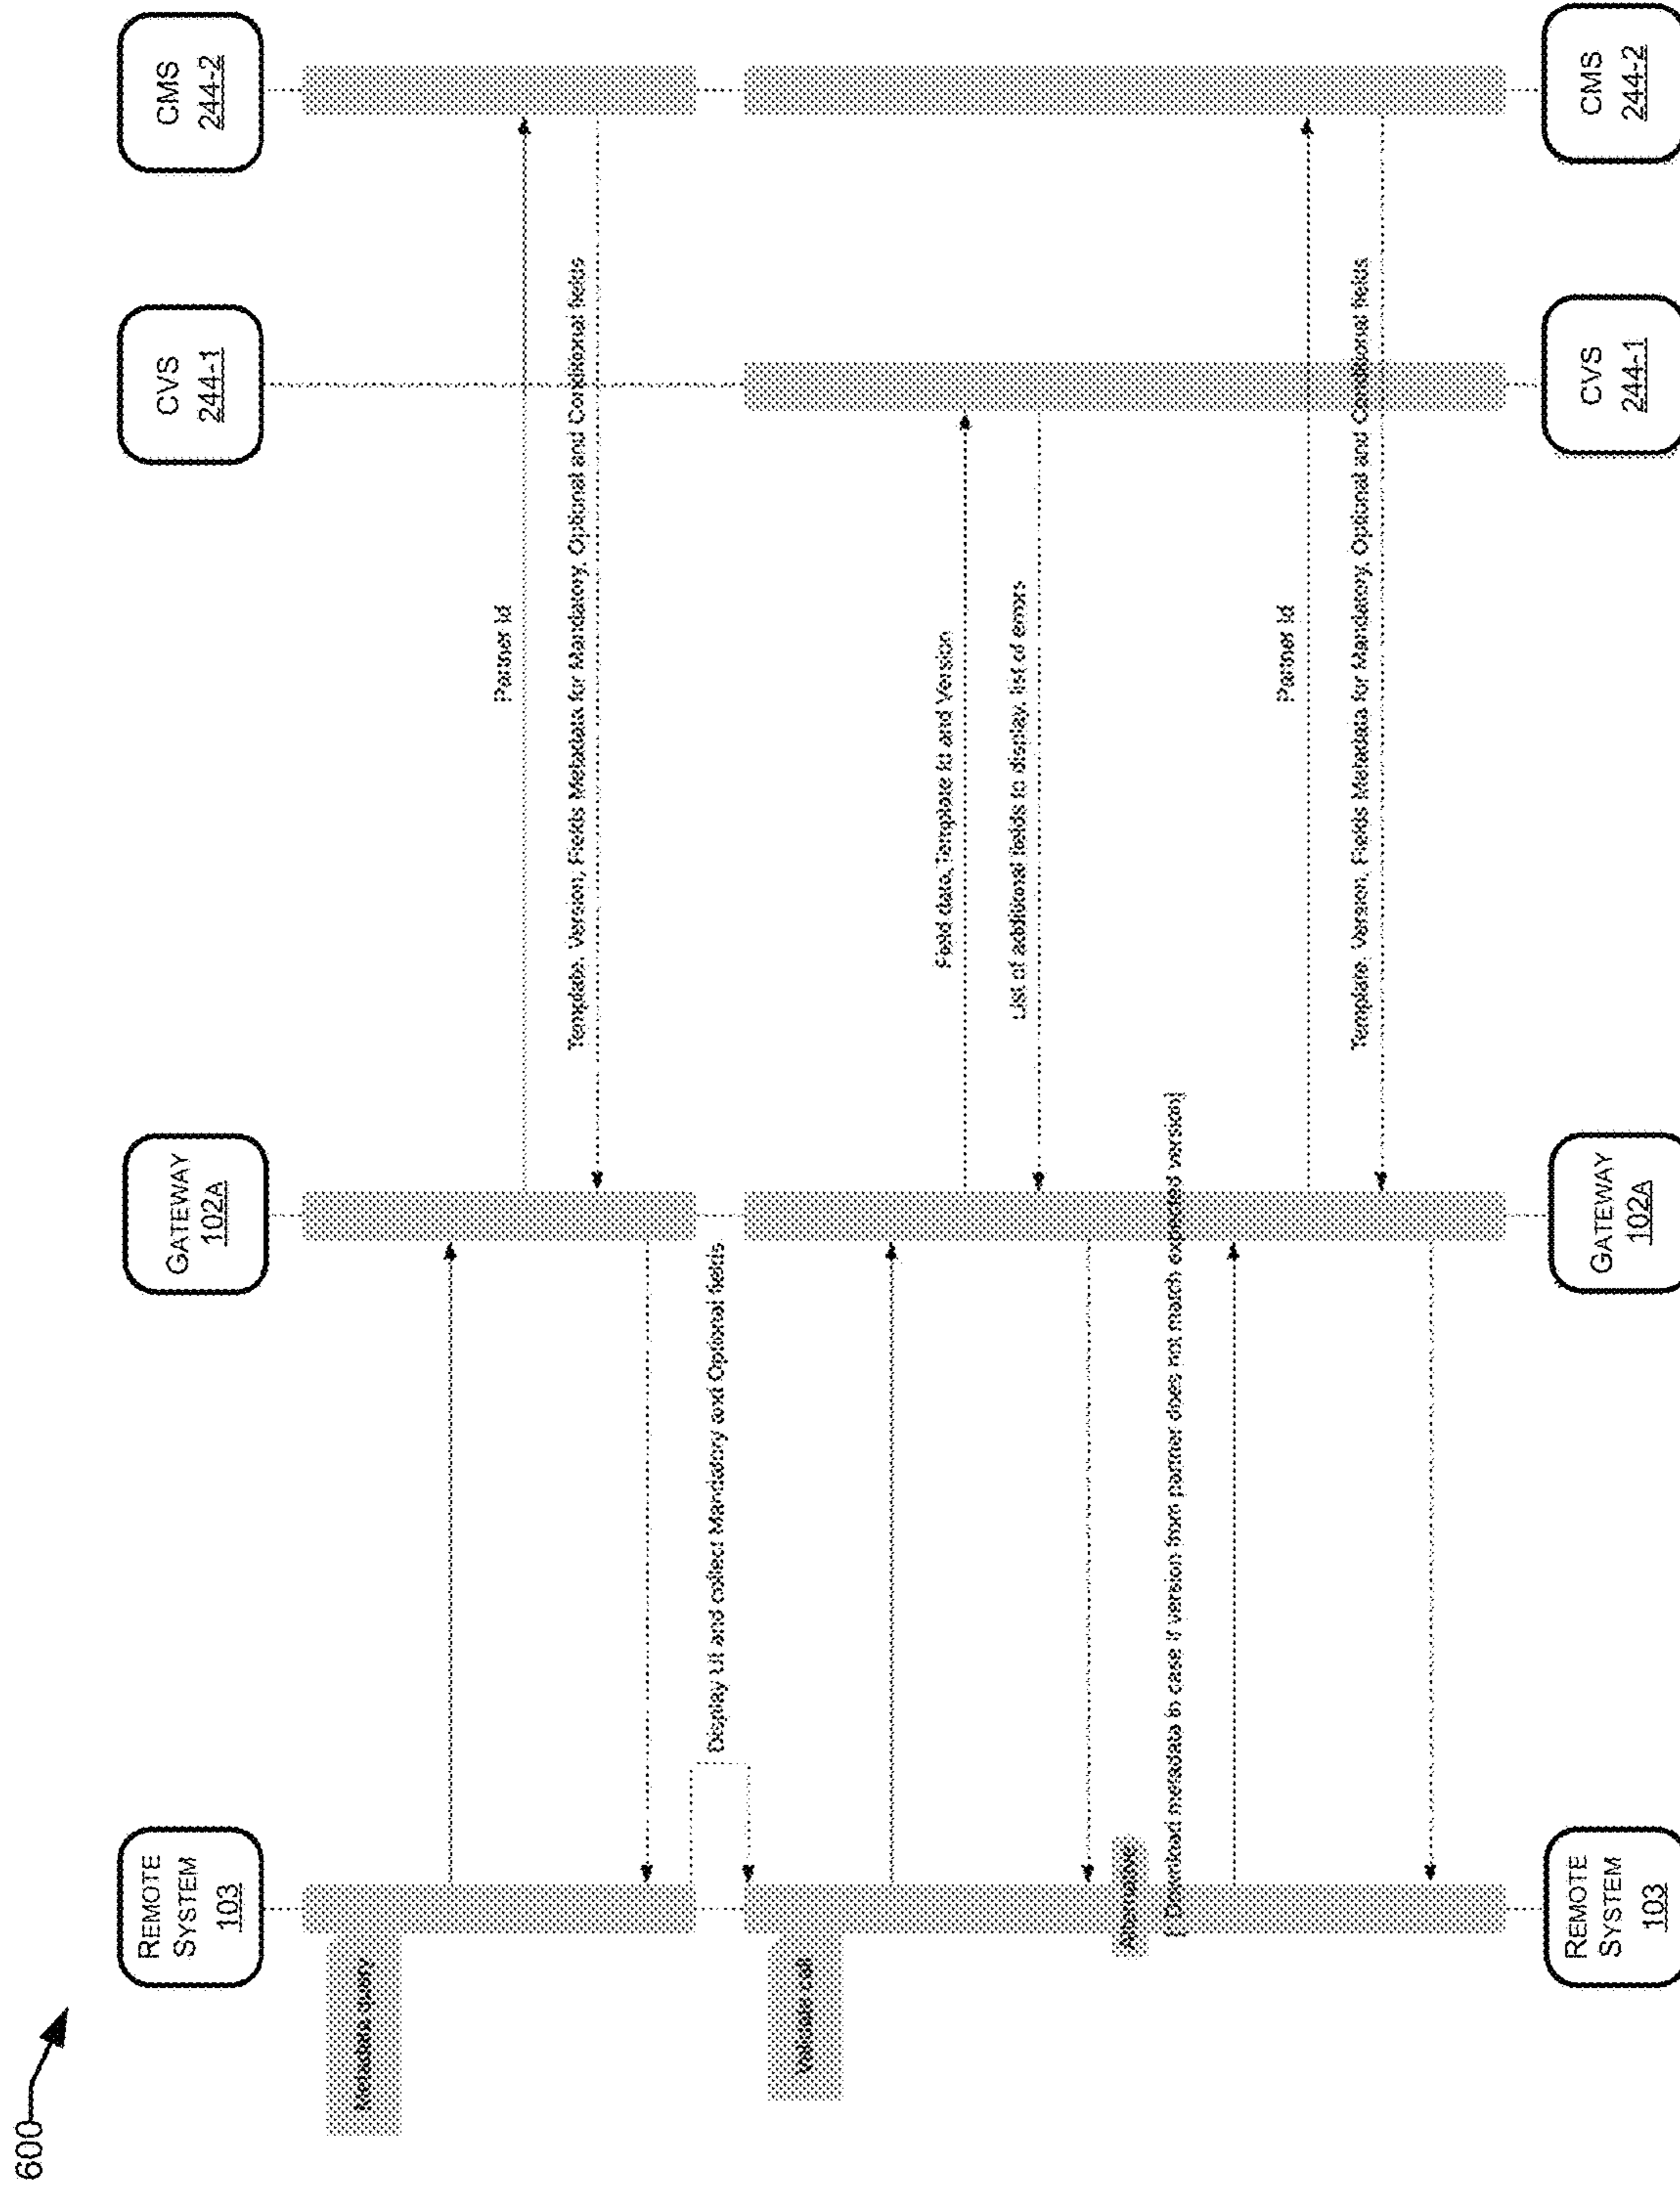 600
REMOTE
SYSTEM
103
GATEWAY
102A
CVS
244-1
CMS
244-2
Metadata query
Partner Id
Template, Version, Fields Metadata for Mandatory, Optional and Conditional fields
Display UI and collect Mandatory and Optional fields
Validate call
Field data, Template Id and Version
List of additional fields to display, list of errors
Alternative
[Download metadata in case if version from partner does not match expected version]
Partner Id
Template, Version, Fields Metadata for Mandatory, Optional and Conditional fields
REMOTE
SYSTEM
103
GATEWAY
102A
CVS
244-1
CMS
244-2